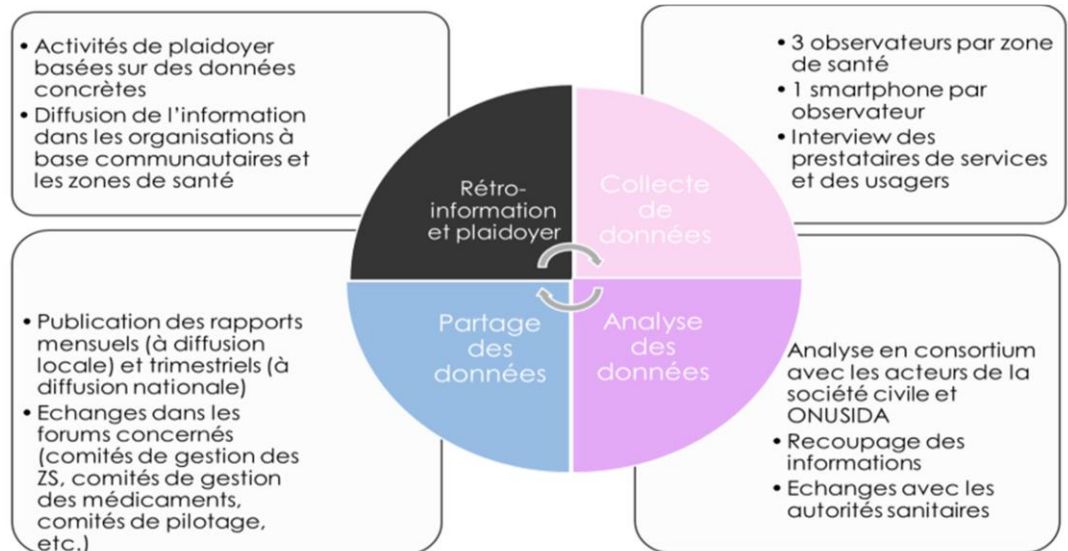 • Activités de plaidoyer
basées sur des données
concrètes
• Diffusion de l’information
dans les organisations à
base communautaires et
les zones de santé
• 3 observateurs par zone
de santé
• 1 smartphone par
observateur
• Interview des
prestataires de services
et des usagers
Rétro-
information
et plaidoyer
Collecte
de
données
Partage
des
données
Analyse
des
données
• Publication des rapports
mensuels (à diffusion
locale) et trimestriels (à
diffusion nationale)
• Echanges dans les
forums concernés
(comités de gestion des
ZS, comités de gestion
des médicaments,
comités de pilotage,
etc.)
Analyse en consortium
avec les acteurs de la
société civile et
ONUSIDA
• Recoupage des
informations
• Echanges avec les
autorités sanitaires